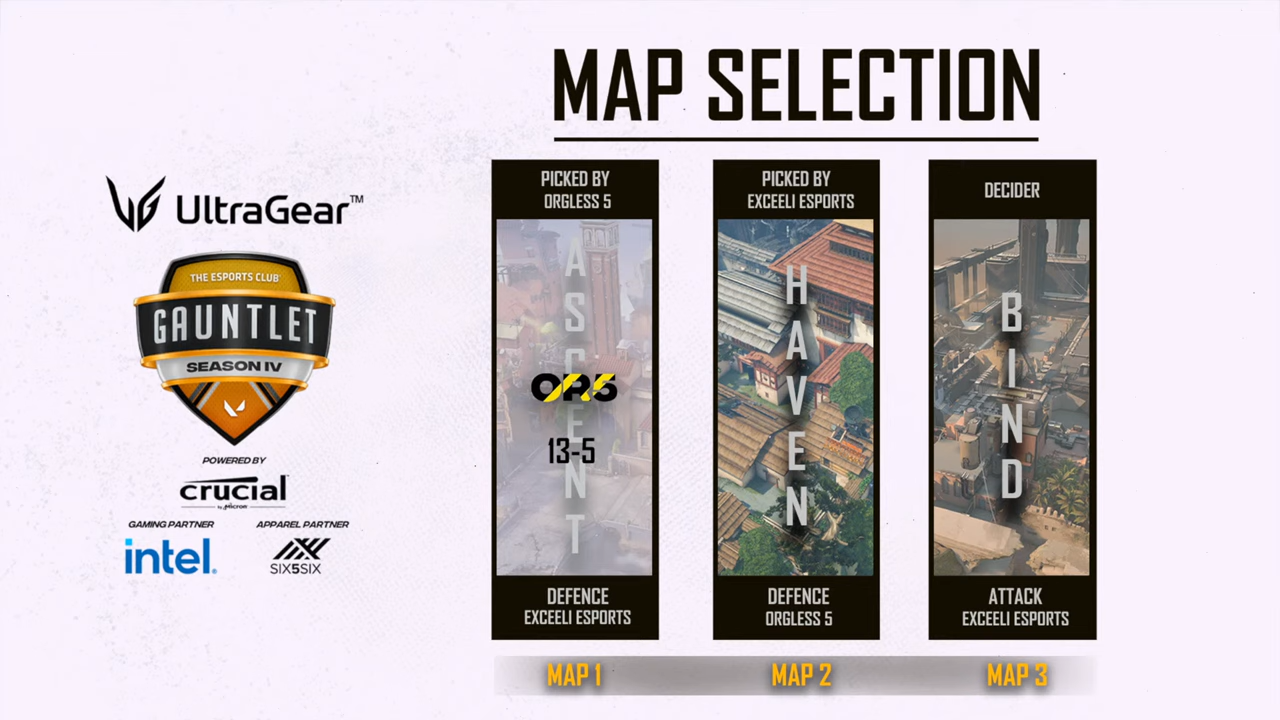 MAP SELECTION
UltraGear™
THE ESPORTS CLUB
GAUNTLET
SEASON IV
POWERED BY
crucial
by Micron
GAMING PARTNER
intel.
APPAREL PARTNER
SIX5SIX
PICKED BY
ORGLESS 5
ASCENT
OR5
13-5
DEFENCE
EXCEELI ESPORTS
MAP 1
PICKED BY
EXCEELI ESPORTS
HAVEN
DEFENCE
ORGLESS 5
MAP 2
DECIDER
BIND
ATTACK
EXCEELI ESPORTS
MAP 3